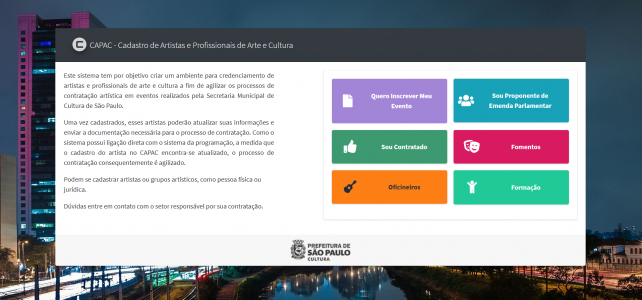 CAPAC - Cadastro de Artistas e Profissionais de Arte e Cultura
Este sistema tem por objetivo criar um ambiente para credenciamento de
artistas e profissionais de arte e cultura a fim de agilizar os processos de
contratação artística em eventos realizados pela Secretaria Municipal de
Cultura de São Paulo.
Uma vez cadastrados, esses artistas poderão atualizar suas informações e
enviar a documentação necessária para o processo de contratação. Como o
sistema possui ligação direta com o sistema da programação, a medida que
o cadastro do artista no CAPAC encontra-se atualizado, o processo de
contratação consequentemente é agilizado.
Podem se cadastrar artistas ou grupos artísticos, como pessoa física ou
jurídica.
Dúvidas entre em contato com o setor responsável por sua contratação.
Quero Inscrever Meu
Evento
Sou Proponente de
Emenda Parlamentar
Sou Contratado
Fomentos
Oficineiros
Formação
PREFEITURA DE
SÃO PAULO
CULTURA